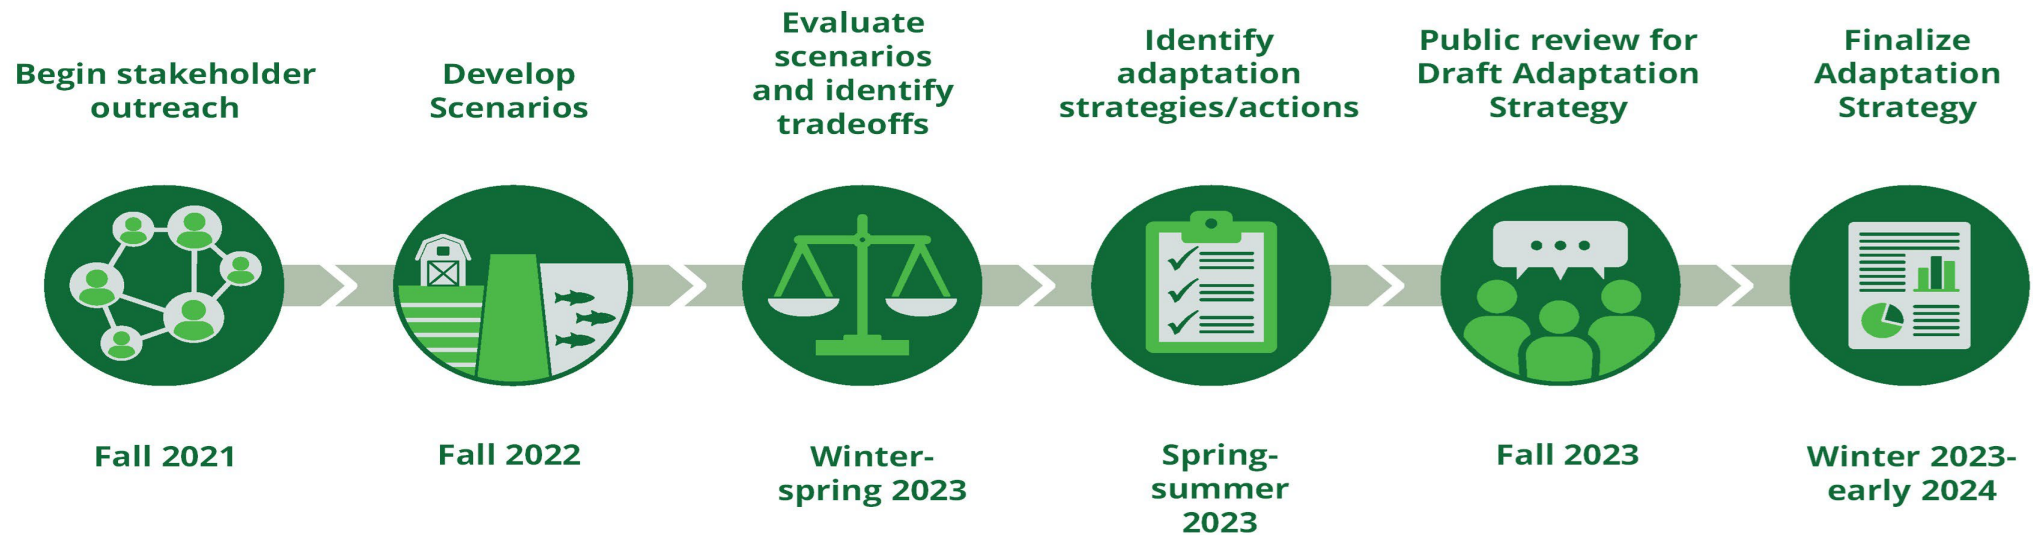 Begin stakeholder
outreach
Develop
Scenarios
Evaluate
scenarios
and identify
tradeoffs
Identify
adaptation
strategies/actions
Public review for
Draft Adaptation
Strategy
Finalize
Adaptation
Strategy
Fall 2021
Fall 2022
Winter-
spring 2023
Spring-
summer
2023
Fall 2023
Winter 2023-
early 2024